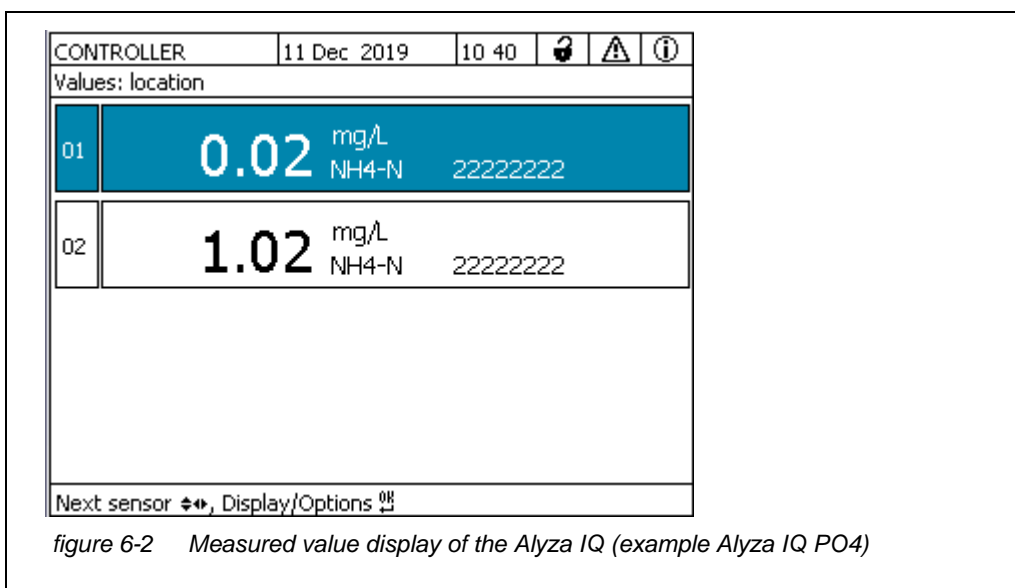 CONTROLLER 11 Dec 2019 10 40
Values: location
01 0.02 mg/L NH4-N 22222222
02 1.02 mg/L NH4-N 22222222
Next sensor , Display/Options OK
figure 6-2 Measured value display of the Alyza IQ (example Alyza IQ PO4)